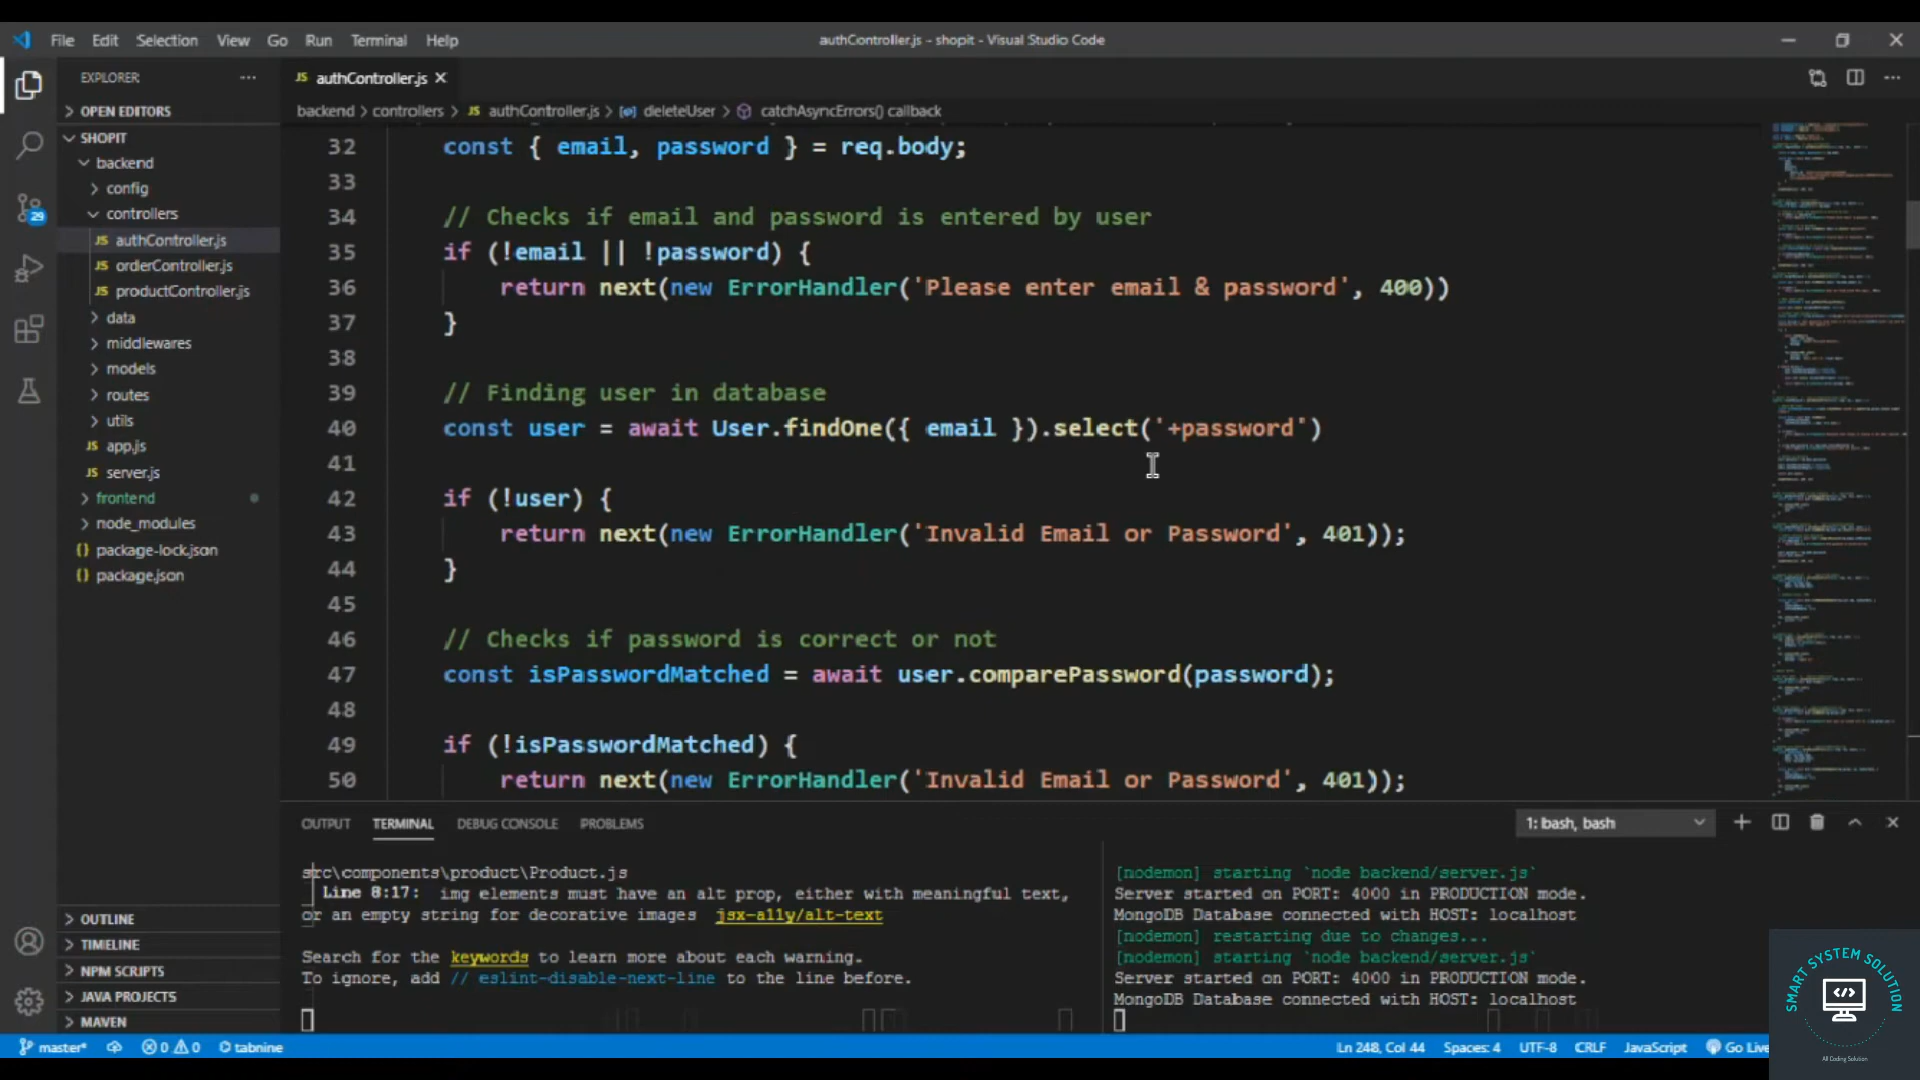 File Edit Selection View Go Run Terminal Help
authController.js - shopit - Visual Studio Code
EXPLORER
OPEN EDITORS
SHOPIT
backend
config
controllers
authController.js
orderController.js
productController.js
data
middlewares
models
routes
utils
app.js
server.js
frontend
node_modules
package-lock.json
package.json
OUTLINE
TIMELINE
NPM SCRIPTS
JAVA PROJECTS
MAVEN
29
authController.js
backend > controllers > authController.js > deleteUser > catchAsyncErrors() callback
32 const { email, password } = req.body;
33
34 // Checks if email and password is entered by user
35 if (!email || !password) {
36 return next(new ErrorHandler('Please enter email & password', 400))
37 }
38
39 // Finding user in database
40 const user = await User.findOne({ email }).select('+password')
41
42 if (!user) {
43 return next(new ErrorHandler('Invalid Email or Password', 401));
44 }
45
46 // Checks if password is correct or not
47 const isPasswordMatched = await user.comparePassword(password);
48
49 if (!isPasswordMatched) {
50 return next(new ErrorHandler('Invalid Email or Password', 401));
OUTPUT TERMINAL DEBUG CONSOLE PROBLEMS
1: bash, bash
src\components\product\Product.js
Line 8:17: img elements must have an alt prop, either with meaningful text,
or an empty string for decorative images jsx-a11y/alt-text
Search for the keywords to learn more about each warning.
To ignore, add // eslint-disable-next-line to the line before.
[nodemon] starting `node backend/server.js`
Server started on PORT: 4000 in PRODUCTION mode.
MongoDB Database connected with HOST: localhost
[nodemon] restarting due to changes...
[nodemon] starting `node backend/server.js`
Server started on PORT: 4000 in PRODUCTION mode.
MongoDB Database connected with HOST: localhost
master* 0 0 tabnine
Ln 248, Col 44 Spaces: 4 UTF-8 CRLF JavaScript Go Live
SMART SYSTEM SOLUTION
All Coding Solution